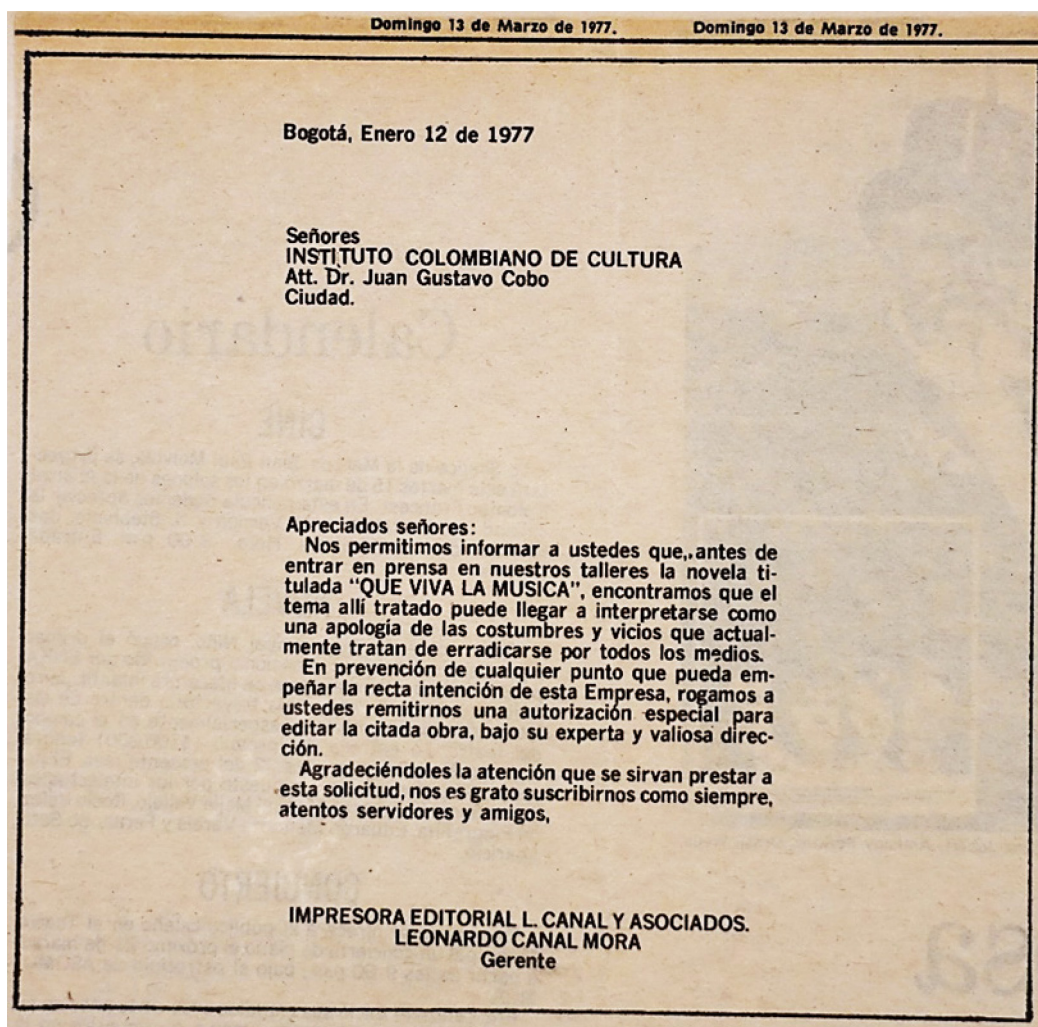 Domingo 13 de Marzo de 1977. Domingo 13 de Marzo de 1977.
Bogotá, Enero 12 de 1977
Señores
INSTITUTO COLOMBIANO DE CULTURA
Att. Dr. Juan Gustavo Cobo
Ciudad.
Apreciados señores:
Nos permitimos informar a ustedes que, antes de
entrar en prensa en nuestros talleres la novela ti-
tulada “QUE VIVA LA MUSICA”, encontramos que el
tema allí tratado puede llegar a interpretarse como
una apología de las costumbres y vicios que actual-
mente tratan de erradicarse por todos los medios.
En prevención de cualquier punto que pueda em-
peñar la recta intención de esta Empresa, rogamos a
ustedes remitirnos una autorización especial para
editar la citada obra, bajo su experta y valiosa direc-
ción.
Agradeciéndoles la atención que se sirvan prestar a
esta solicitud, nos es grato suscribirnos como siempre,
atentos servidores y amigos,
IMPRESORA EDITORIAL L. CANAL Y ASOCIADOS.
LEONARDO CANAL MORA
Gerente
Calendario
CINE
CONCIERTO